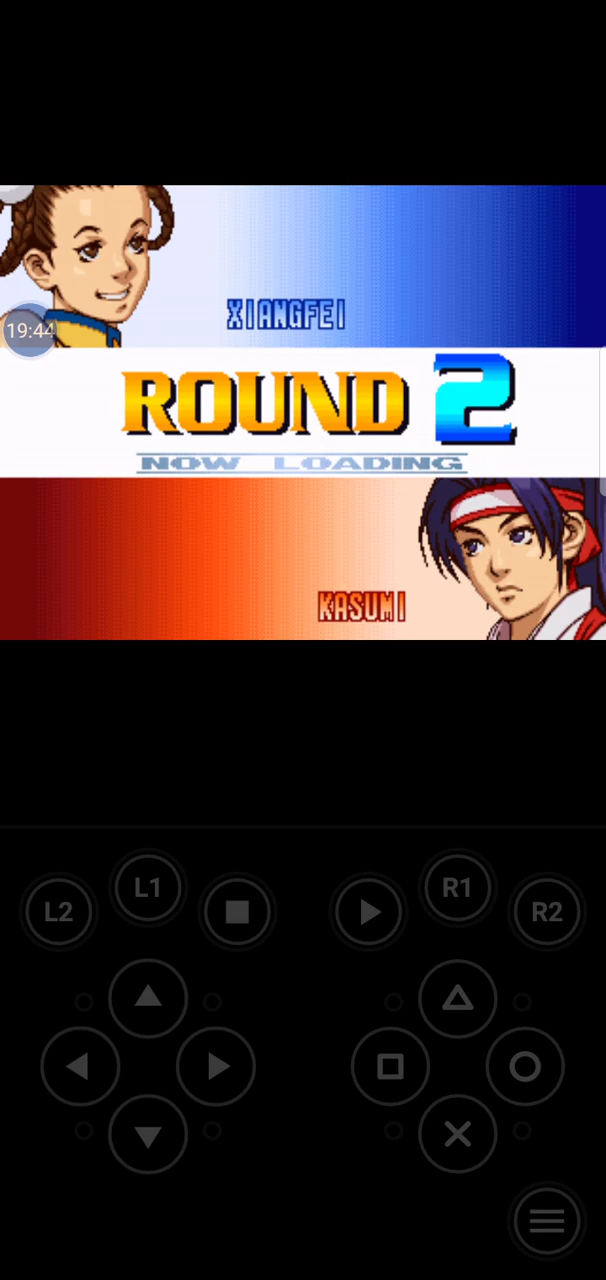 XIANGFEI
19:44
ROUND 2
NOW LOADING
KASUMI
L2 L1 R1 R2